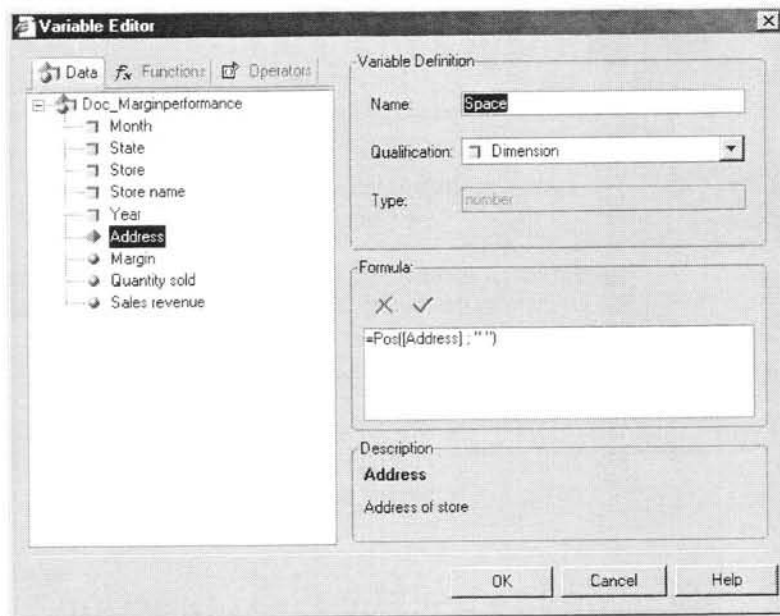 Variable Editor
Data
Functions
Operators
Doc_Marginperformance
Month
State
Store
Store name
Year
Address
Margin
Quantity sold
Sales revenue
Variable Definition
Name:
Space
Qualification:
Dimension
Type:
number
Formula:
=Pos([Address] ; " ")
Description
Address
Address of store
OK
Cancel
Help